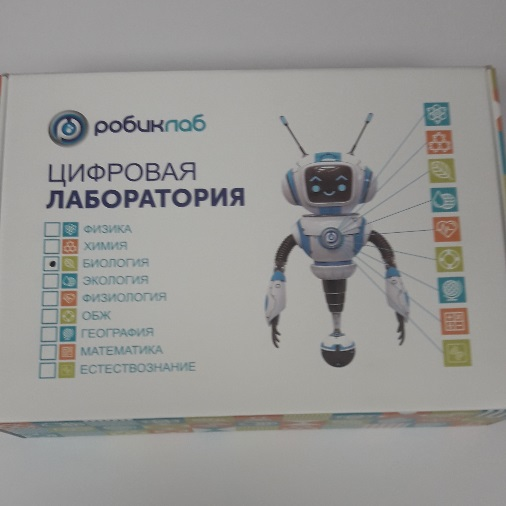 робиклаб
ЦИФРОВАЯ
ЛАБОРАТОРИЯ
ФИЗИКА
ХИМИЯ
БИОЛОГИЯ
ЭКОЛОГИЯ
ФИЗИОЛОГИЯ
ОБЖ
ГЕОГРАФИЯ
МАТЕМАТИКА
ЕСТЕСТВОЗНАНИЕ